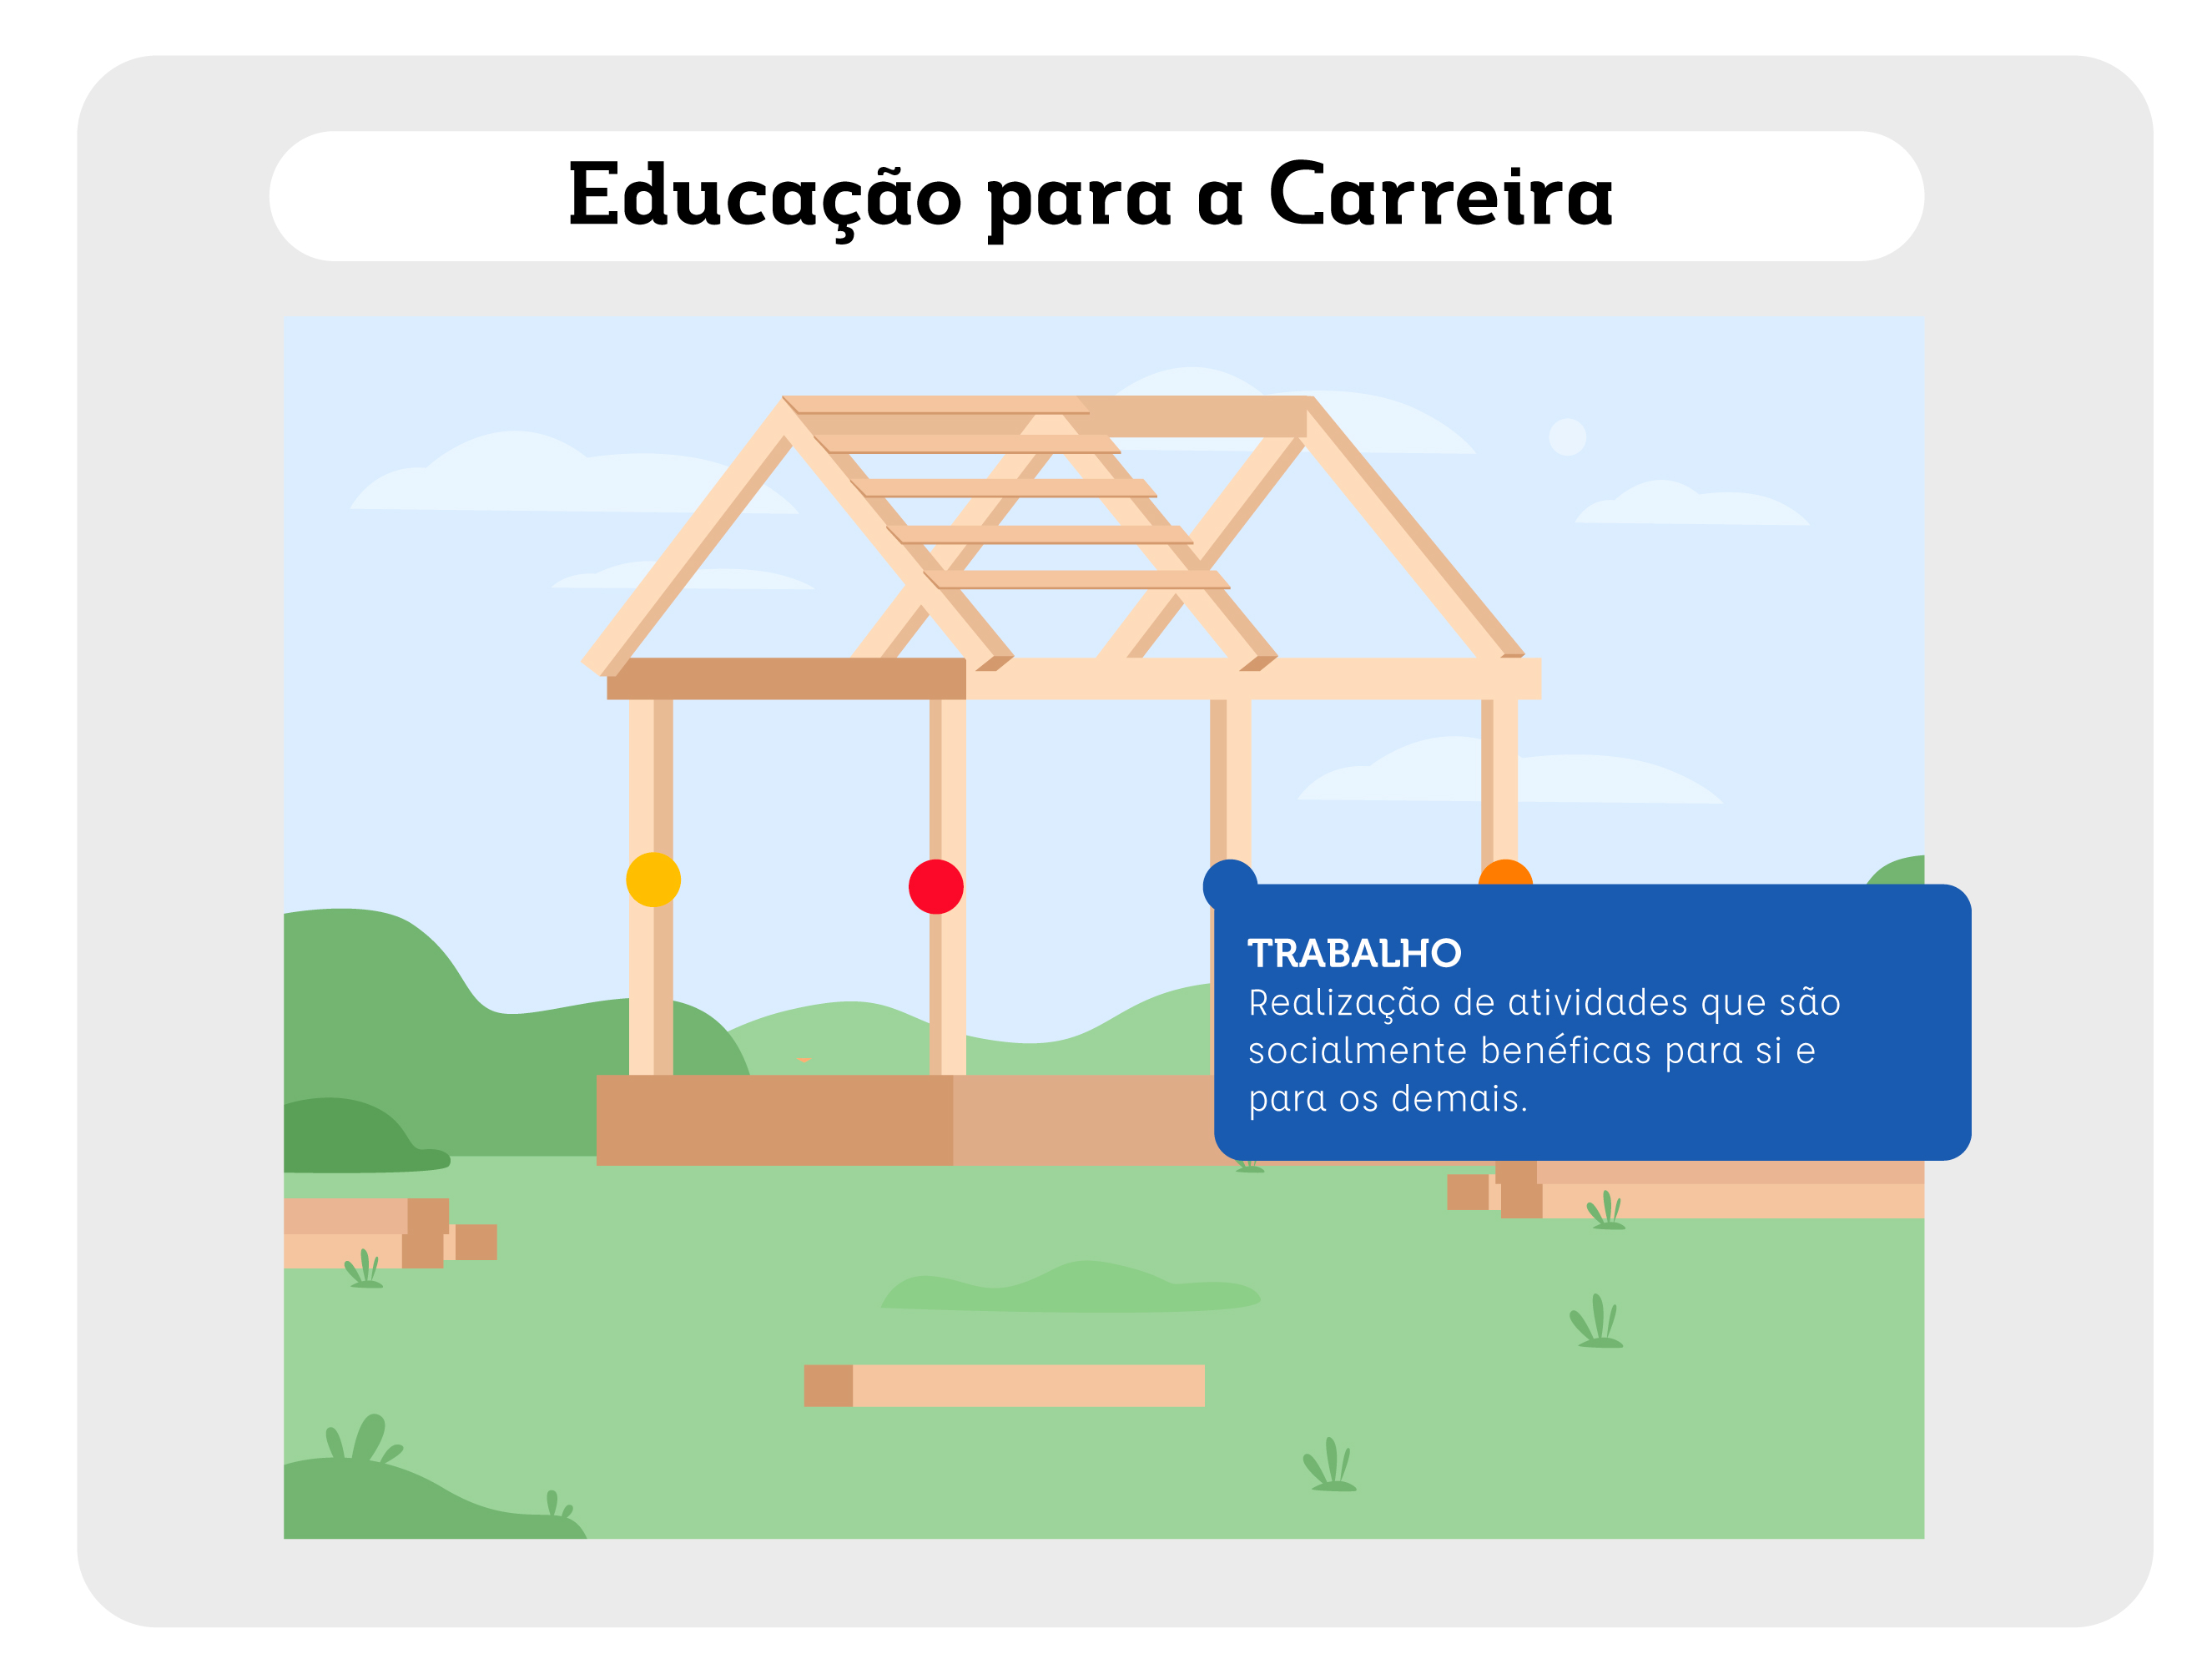 Educação para a Carreira
TRABALHO
Realização de atividades que são
socialmente benéficas para si e
para os demais.